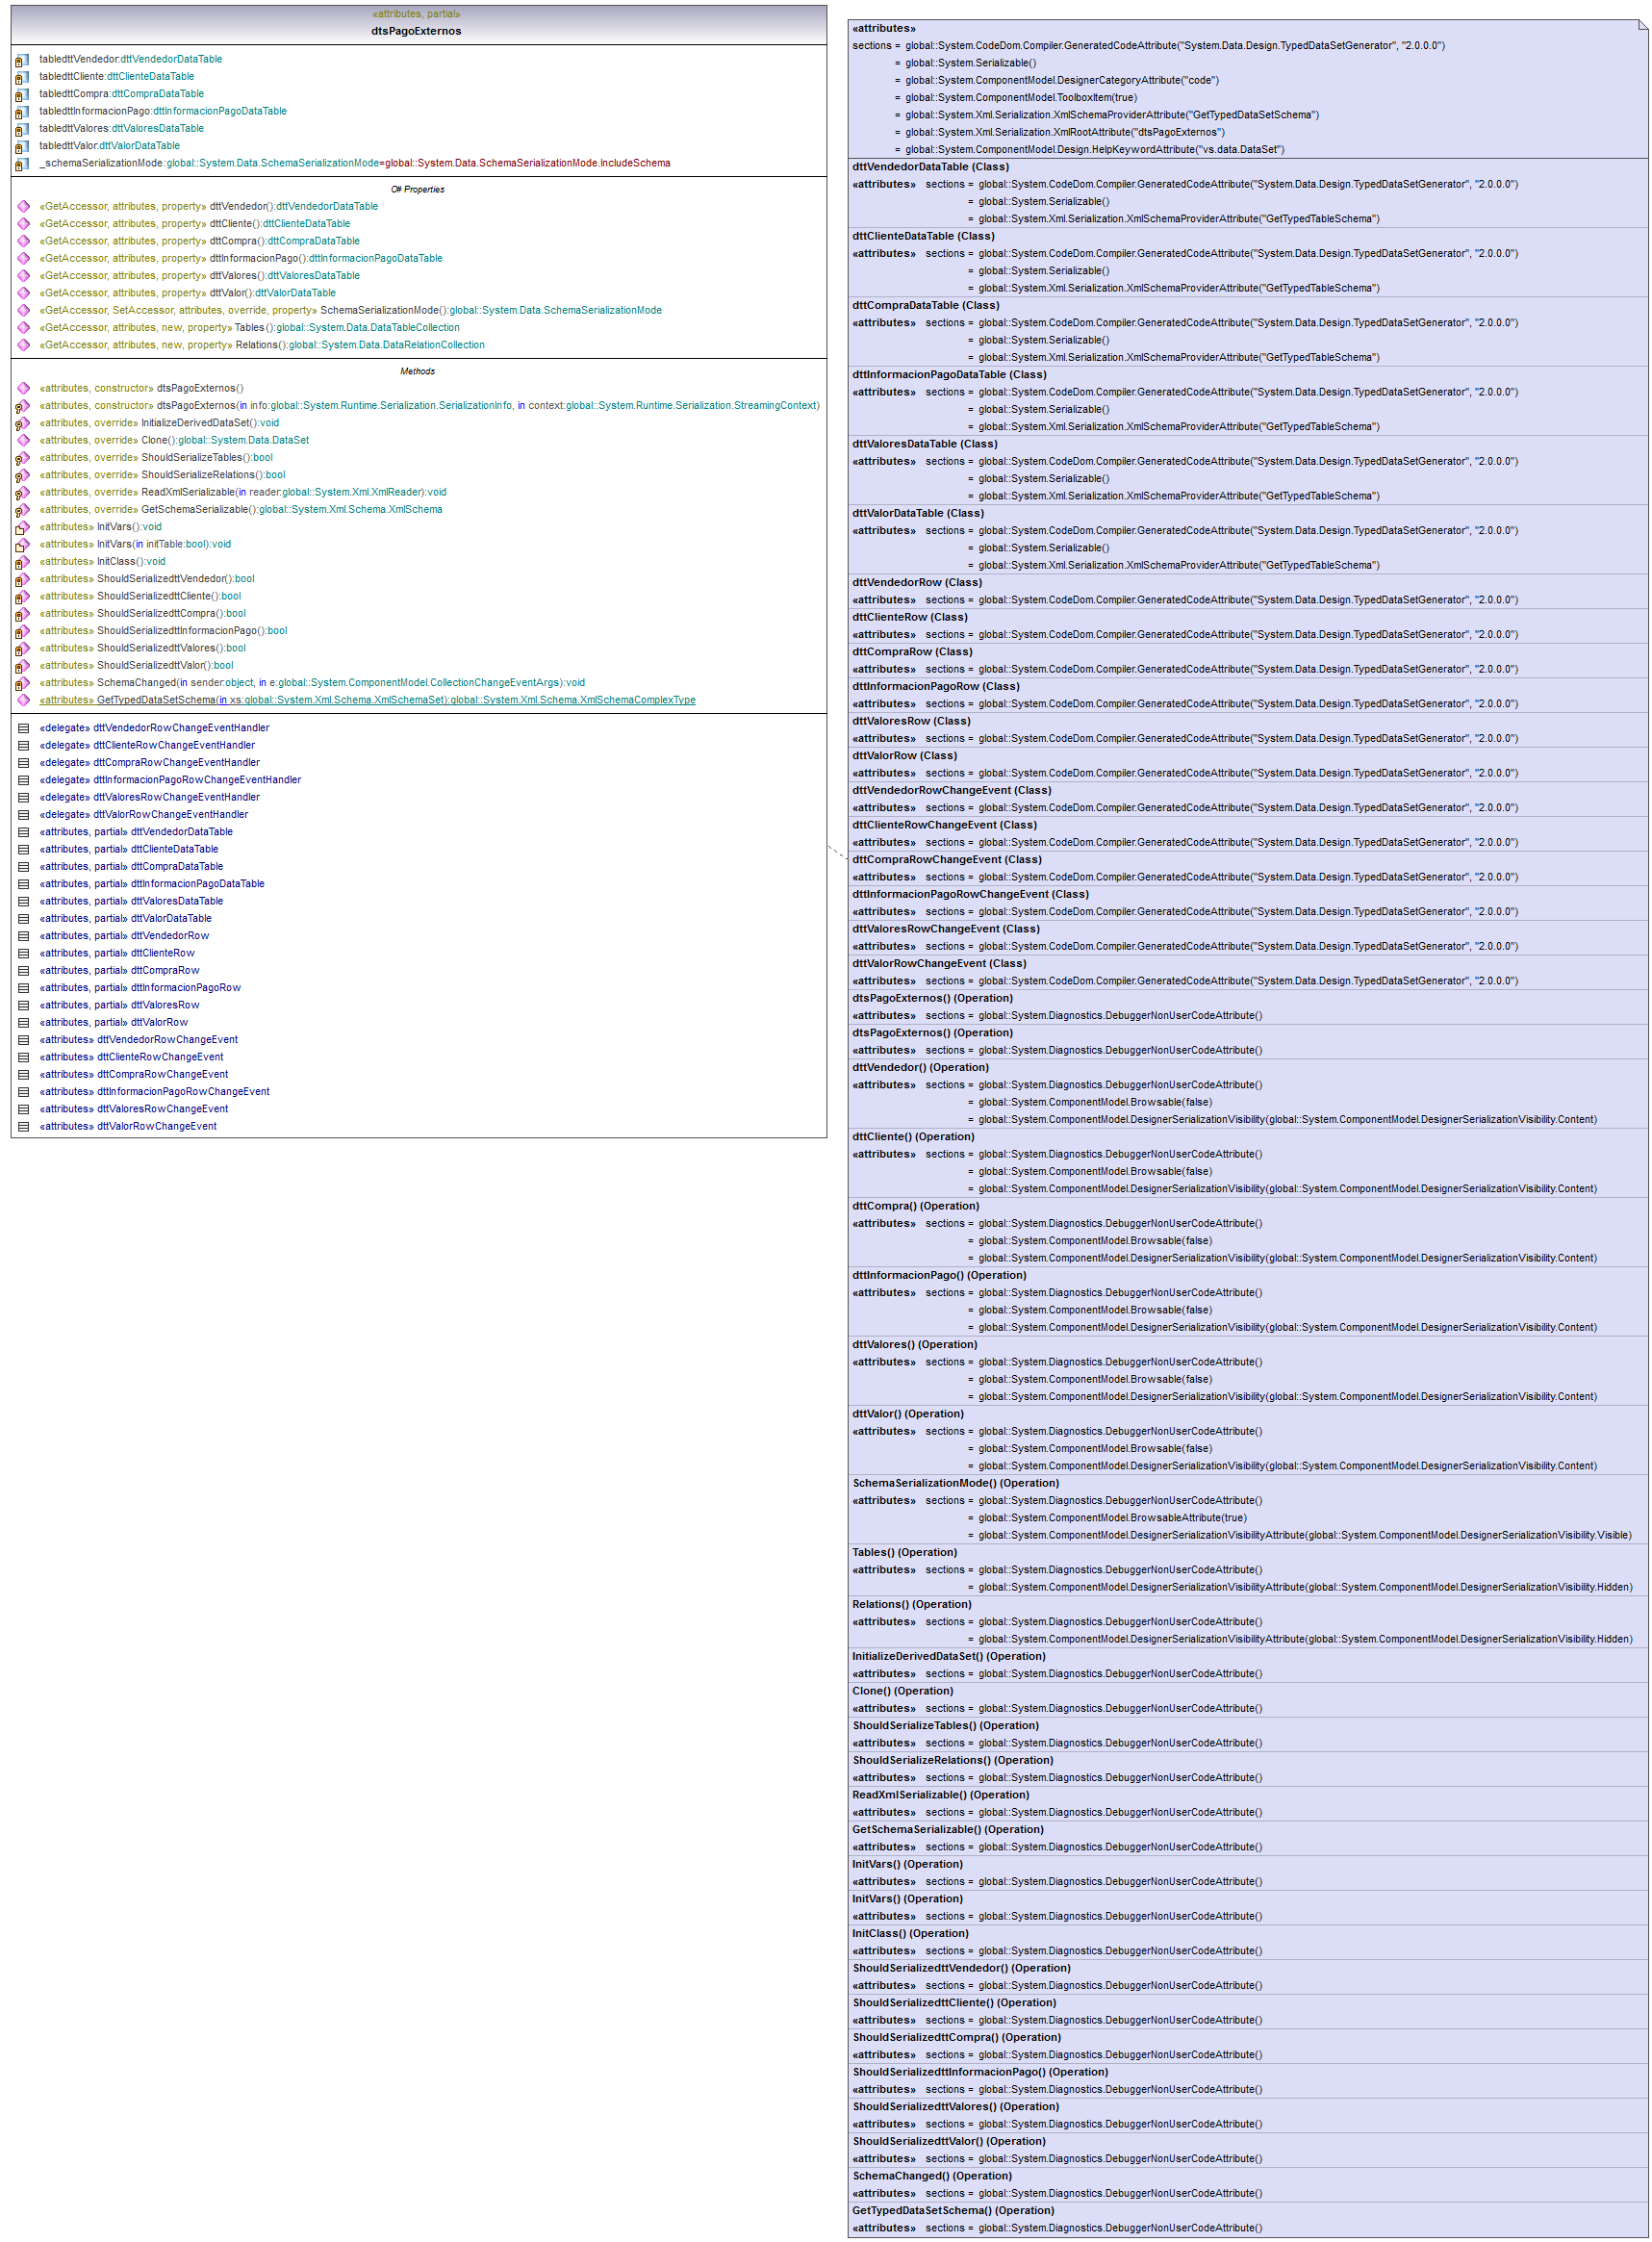 «attributes, partial»
dtsPagoExternos
tabledttVendedor:dttVendedorDataTable
tabledttCliente:dttClienteDataTable
tabledttCompra:dttCompraDataTable
tabledttInformacionPago:dttInformacionPagoDataTable
tabledttValores:dttValoresDataTable
tabledttValor:dttValorDataTable
_schemaSerializationMode:global::System.Data.SchemaSerializationMode=global::System.Data.SchemaSerializationMode.IncludeSchema
C# Properties
«GetAccessor, attributes, property» dttVendedor():dttVendedorDataTable
«GetAccessor, attributes, property» dttCliente():dttClienteDataTable
«GetAccessor, attributes, property» dttCompra():dttCompraDataTable
«GetAccessor, attributes, property» dttInformacionPago():dttInformacionPagoDataTable
«GetAccessor, attributes, property» dttValores():dttValoresDataTable
«GetAccessor, attributes, property» dttValor():dttValorDataTable
«GetAccessor, SetAccessor, attributes, override, property» SchemaSerializationMode():global::System.Data.SchemaSerializationMode
«GetAccessor, attributes, new, property» Tables():global::System.Data.DataTableCollection
«GetAccessor, attributes, new, property» Relations():global::System.Data.DataRelationCollection
Methods
«attributes, constructor» dtsPagoExternos()
«attributes, constructor» dtsPagoExternos(in info:global::System.Runtime.Serialization.SerializationInfo, in context:global::System.Runtime.Serialization.StreamingContext)
«attributes, override» InitializeDerivedDataSet():void
«attributes, override» Clone():global::System.Data.DataSet
«attributes, override» ShouldSerializeTables():bool
«attributes, override» ShouldSerializeRelations():bool
«attributes, override» ReadXmlSerializable(in reader:global::System.Xml.XmlReader):void
«attributes, override» GetSchemaSerializable():global::System.Xml.Schema.XmlSchema
«attributes» InitVars():void
«attributes» InitVars(in initTable:bool):void
«attributes» InitClass():void
«attributes» ShouldSerializedttVendedor():bool
«attributes» ShouldSerializedttCliente():bool
«attributes» ShouldSerializedttCompra():bool
«attributes» ShouldSerializedttInformacionPago():bool
«attributes» ShouldSerializedttValores():bool
«attributes» ShouldSerializedttValor():bool
«attributes» SchemaChanged(in sender:object, in e:global::System.ComponentModel.CollectionChangeEventArgs):void
«attributes» GetTypedDataSetSchema(in xs:global::System.Xml.Schema.XmlSchemaSet):global::System.Xml.Schema.XmlSchemaComplexType
«delegate» dttVendedorRowChangeEventHandler
«delegate» dttClienteRowChangeEventHandler
«delegate» dttCompraRowChangeEventHandler
«delegate» dttInformacionPagoRowChangeEventHandler
«delegate» dttValoresRowChangeEventHandler
«delegate» dttValorRowChangeEventHandler
«attributes, partial» dttVendedorDataTable
«attributes, partial» dttClienteDataTable
«attributes, partial» dttCompraDataTable
«attributes, partial» dttInformacionPagoDataTable
«attributes, partial» dttValoresDataTable
«attributes, partial» dttValorDataTable
«attributes, partial» dttVendedorRow
«attributes, partial» dttClienteRow
«attributes, partial» dttCompraRow
«attributes, partial» dttInformacionPagoRow
«attributes, partial» dttValoresRow
«attributes, partial» dttValorRow
«attributes» dttVendedorRowChangeEvent
«attributes» dttClienteRowChangeEvent
«attributes» dttCompraRowChangeEvent
«attributes» dttInformacionPagoRowChangeEvent
«attributes» dttValoresRowChangeEvent
«attributes» dttValorRowChangeEvent
«attributes»
sections = global::System.CodeDom.Compiler.GeneratedCodeAttribute("System.Data.Design.TypedDataSetGenerator", "2.0.0.0")
= global::System.Serializable()
= global::System.ComponentModel.DesignerCategoryAttribute("code")
= global::System.ComponentModel.ToolboxItem(true)
= global::System.Xml.Serialization.XmlSchemaProviderAttribute("GetTypedDataSetSchema")
= global::System.Xml.Serialization.XmlRootAttribute("dtsPagoExternos")
= global::System.ComponentModel.Design.HelpKeywordAttribute("vs.data.DataSet")
dttVendedorDataTable (Class)
«attributes» sections = global::System.CodeDom.Compiler.GeneratedCodeAttribute("System.Data.Design.TypedDataSetGenerator", "2.0.0.0")
= global::System.Serializable()
= global::System.Xml.Serialization.XmlSchemaProviderAttribute("GetTypedTableSchema")
dttClienteDataTable (Class)
«attributes» sections = global::System.CodeDom.Compiler.GeneratedCodeAttribute("System.Data.Design.TypedDataSetGenerator", "2.0.0.0")
= global::System.Serializable()
= global::System.Xml.Serialization.XmlSchemaProviderAttribute("GetTypedTableSchema")
dttCompraDataTable (Class)
«attributes» sections = global::System.CodeDom.Compiler.GeneratedCodeAttribute("System.Data.Design.TypedDataSetGenerator", "2.0.0.0")
= global::System.Serializable()
= global::System.Xml.Serialization.XmlSchemaProviderAttribute("GetTypedTableSchema")
dttInformacionPagoDataTable (Class)
«attributes» sections = global::System.CodeDom.Compiler.GeneratedCodeAttribute("System.Data.Design.TypedDataSetGenerator", "2.0.0.0")
= global::System.Serializable()
= global::System.Xml.Serialization.XmlSchemaProviderAttribute("GetTypedTableSchema")
dttValoresDataTable (Class)
«attributes» sections = global::System.CodeDom.Compiler.GeneratedCodeAttribute("System.Data.Design.TypedDataSetGenerator", "2.0.0.0")
= global::System.Serializable()
= global::System.Xml.Serialization.XmlSchemaProviderAttribute("GetTypedTableSchema")
dttValorDataTable (Class)
«attributes» sections = global::System.CodeDom.Compiler.GeneratedCodeAttribute("System.Data.Design.TypedDataSetGenerator", "2.0.0.0")
= global::System.Serializable()
= global::System.Xml.Serialization.XmlSchemaProviderAttribute("GetTypedTableSchema")
dttVendedorRow (Class)
«attributes» sections = global::System.CodeDom.Compiler.GeneratedCodeAttribute("System.Data.Design.TypedDataSetGenerator", "2.0.0.0")
dttClienteRow (Class)
«attributes» sections = global::System.CodeDom.Compiler.GeneratedCodeAttribute("System.Data.Design.TypedDataSetGenerator", "2.0.0.0")
dttCompraRow (Class)
«attributes» sections = global::System.CodeDom.Compiler.GeneratedCodeAttribute("System.Data.Design.TypedDataSetGenerator", "2.0.0.0")
dttInformacionPagoRow (Class)
«attributes» sections = global::System.CodeDom.Compiler.GeneratedCodeAttribute("System.Data.Design.TypedDataSetGenerator", "2.0.0.0")
dttValoresRow (Class)
«attributes» sections = global::System.CodeDom.Compiler.GeneratedCodeAttribute("System.Data.Design.TypedDataSetGenerator", "2.0.0.0")
dttValorRow (Class)
«attributes» sections = global::System.CodeDom.Compiler.GeneratedCodeAttribute("System.Data.Design.TypedDataSetGenerator", "2.0.0.0")
dttVendedorRowChangeEvent (Class)
«attributes» sections = global::System.CodeDom.Compiler.GeneratedCodeAttribute("System.Data.Design.TypedDataSetGenerator", "2.0.0.0")
dttClienteRowChangeEvent (Class)
«attributes» sections = global::System.CodeDom.Compiler.GeneratedCodeAttribute("System.Data.Design.TypedDataSetGenerator", "2.0.0.0")
dttCompraRowChangeEvent (Class)
«attributes» sections = global::System.CodeDom.Compiler.GeneratedCodeAttribute("System.Data.Design.TypedDataSetGenerator", "2.0.0.0")
dttInformacionPagoRowChangeEvent (Class)
«attributes» sections = global::System.CodeDom.Compiler.GeneratedCodeAttribute("System.Data.Design.TypedDataSetGenerator", "2.0.0.0")
dttValoresRowChangeEvent (Class)
«attributes» sections = global::System.CodeDom.Compiler.GeneratedCodeAttribute("System.Data.Design.TypedDataSetGenerator", "2.0.0.0")
dttValorRowChangeEvent (Class)
«attributes» sections = global::System.CodeDom.Compiler.GeneratedCodeAttribute("System.Data.Design.TypedDataSetGenerator", "2.0.0.0")
dtsPagoExternos() (Operation)
«attributes» sections = global::System.Diagnostics.DebuggerNonUserCodeAttribute()
dtsPagoExternos() (Operation)
«attributes» sections = global::System.Diagnostics.DebuggerNonUserCodeAttribute()
dttVendedor() (Operation)
«attributes» sections = global::System.Diagnostics.DebuggerNonUserCodeAttribute()
= global::System.ComponentModel.Browsable(false)
= global::System.ComponentModel.DesignerSerializationVisibility(global::System.ComponentModel.DesignerSerializationVisibility.Content)
dttCliente() (Operation)
«attributes» sections = global::System.Diagnostics.DebuggerNonUserCodeAttribute()
= global::System.ComponentModel.Browsable(false)
= global::System.ComponentModel.DesignerSerializationVisibility(global::System.ComponentModel.DesignerSerializationVisibility.Content)
dttCompra() (Operation)
«attributes» sections = global::System.Diagnostics.DebuggerNonUserCodeAttribute()
= global::System.ComponentModel.Browsable(false)
= global::System.ComponentModel.DesignerSerializationVisibility(global::System.ComponentModel.DesignerSerializationVisibility.Content)
dttInformacionPago() (Operation)
«attributes» sections = global::System.Diagnostics.DebuggerNonUserCodeAttribute()
= global::System.ComponentModel.Browsable(false)
= global::System.ComponentModel.DesignerSerializationVisibility(global::System.ComponentModel.DesignerSerializationVisibility.Content)
dttValores() (Operation)
«attributes» sections = global::System.Diagnostics.DebuggerNonUserCodeAttribute()
= global::System.ComponentModel.Browsable(false)
= global::System.ComponentModel.DesignerSerializationVisibility(global::System.ComponentModel.DesignerSerializationVisibility.Content)
dttValor() (Operation)
«attributes» sections = global::System.Diagnostics.DebuggerNonUserCodeAttribute()
= global::System.ComponentModel.Browsable(false)
= global::System.ComponentModel.DesignerSerializationVisibility(global::System.ComponentModel.DesignerSerializationVisibility.Content)
SchemaSerializationMode() (Operation)
«attributes» sections = global::System.Diagnostics.DebuggerNonUserCodeAttribute()
= global::System.ComponentModel.BrowsableAttribute(true)
= global::System.ComponentModel.DesignerSerializationVisibilityAttribute(global::System.ComponentModel.DesignerSerializationVisibility.Visible)
Tables() (Operation)
«attributes» sections = global::System.Diagnostics.DebuggerNonUserCodeAttribute()
= global::System.ComponentModel.DesignerSerializationVisibilityAttribute(global::System.ComponentModel.DesignerSerializationVisibility.Hidden)
Relations() (Operation)
«attributes» sections = global::System.Diagnostics.DebuggerNonUserCodeAttribute()
= global::System.ComponentModel.DesignerSerializationVisibilityAttribute(global::System.ComponentModel.DesignerSerializationVisibility.Hidden)
InitializeDerivedDataSet() (Operation)
«attributes» sections = global::System.Diagnostics.DebuggerNonUserCodeAttribute()
Clone() (Operation)
«attributes» sections = global::System.Diagnostics.DebuggerNonUserCodeAttribute()
ShouldSerializeTables() (Operation)
«attributes» sections = global::System.Diagnostics.DebuggerNonUserCodeAttribute()
ShouldSerializeRelations() (Operation)
«attributes» sections = global::System.Diagnostics.DebuggerNonUserCodeAttribute()
ReadXmlSerializable() (Operation)
«attributes» sections = global::System.Diagnostics.DebuggerNonUserCodeAttribute()
GetSchemaSerializable() (Operation)
«attributes» sections = global::System.Diagnostics.DebuggerNonUserCodeAttribute()
InitVars() (Operation)
«attributes» sections = global::System.Diagnostics.DebuggerNonUserCodeAttribute()
InitVars() (Operation)
«attributes» sections = global::System.Diagnostics.DebuggerNonUserCodeAttribute()
InitClass() (Operation)
«attributes» sections = global::System.Diagnostics.DebuggerNonUserCodeAttribute()
ShouldSerializedttVendedor() (Operation)
«attributes» sections = global::System.Diagnostics.DebuggerNonUserCodeAttribute()
ShouldSerializedttCliente() (Operation)
«attributes» sections = global::System.Diagnostics.DebuggerNonUserCodeAttribute()
ShouldSerializedttCompra() (Operation)
«attributes» sections = global::System.Diagnostics.DebuggerNonUserCodeAttribute()
ShouldSerializedttInformacionPago() (Operation)
«attributes» sections = global::System.Diagnostics.DebuggerNonUserCodeAttribute()
ShouldSerializedttValores() (Operation)
«attributes» sections = global::System.Diagnostics.DebuggerNonUserCodeAttribute()
ShouldSerializedttValor() (Operation)
«attributes» sections = global::System.Diagnostics.DebuggerNonUserCodeAttribute()
SchemaChanged() (Operation)
«attributes» sections = global::System.Diagnostics.DebuggerNonUserCodeAttribute()
GetTypedDataSetSchema() (Operation)
«attributes» sections = global::System.Diagnostics.DebuggerNonUserCodeAttribute()